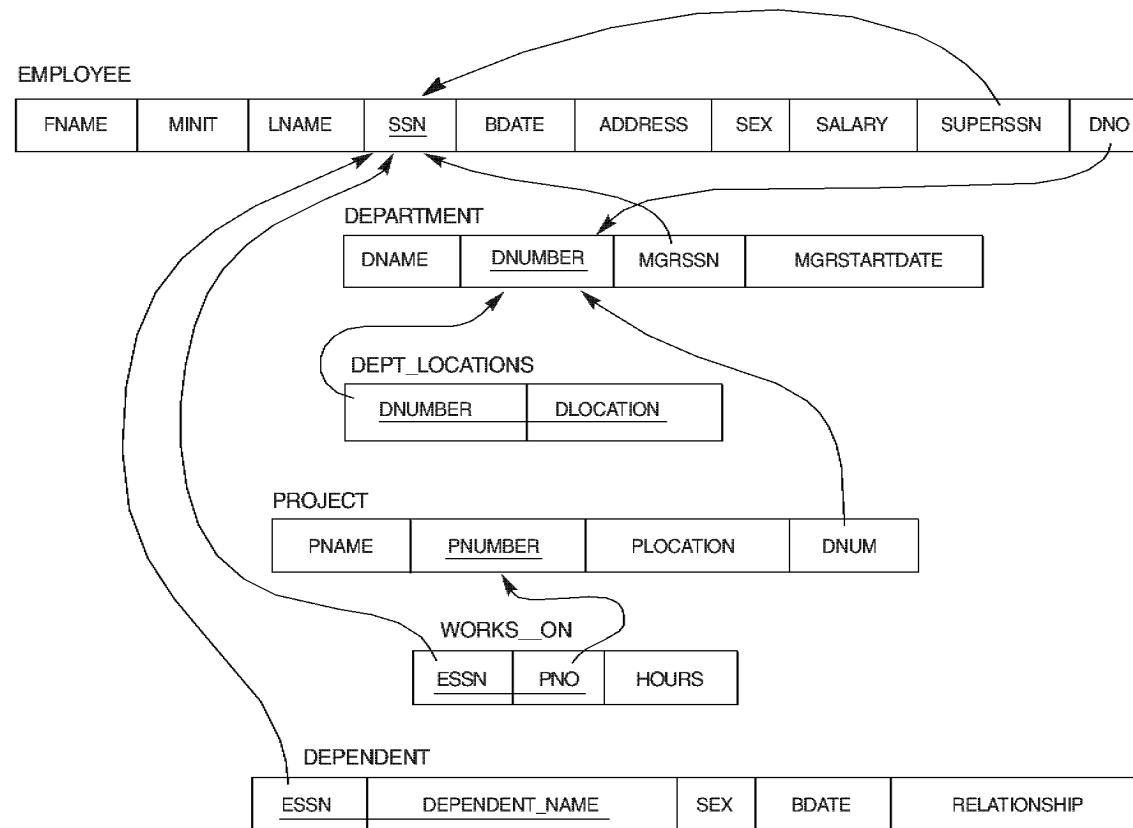 EMPLOYEE
FNAME MINIT LNAME SSN BDATE ADDRESS SEX SALARY SUPERSSN DNO
DEPARTMENT
DNAME DNUMBER MGRSSN MGRSTARTDATE
DEPT_LOCATIONS
DNUMBER DLOCATION
PROJECT
PNAME PNUMBER PLOCATION DNUM
WORKS__ON
ESSN PNO HOURS
DEPENDENT
ESSN DEPENDENT_NAME SEX BDATE RELATIONSHIP